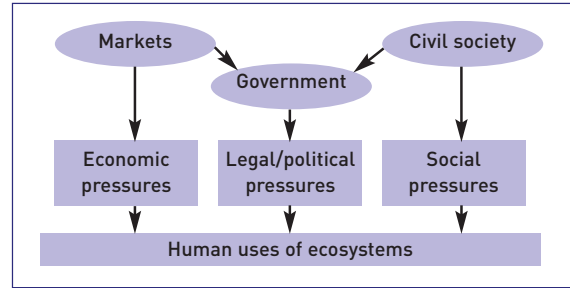 Markets
Civil society
Government
Economic
pressures
Legal/political
pressures
Social
pressures
Human uses of ecosystems